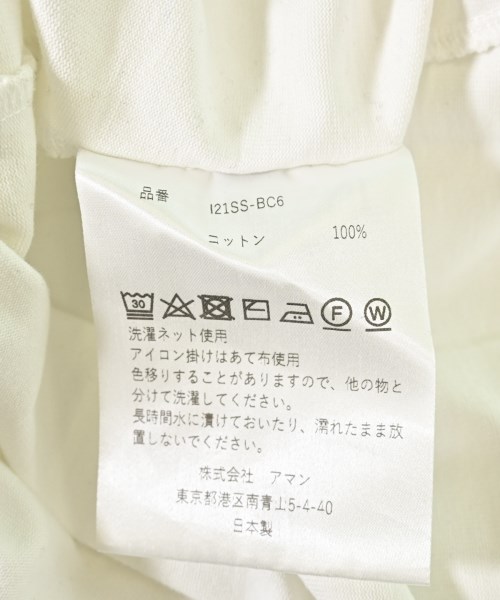 品番 I21SS-BC6
コットン 100%
30 F W
洗濯ネット使用
アイロン掛けはあて布使用
色移りすることがありますので、他の物と
分けて洗濯してください。
長時間水に漬けておいたり、濡れたまま放
置しないでください。
株式会社 アマン
東京都港区南青山5-4-40
日本製